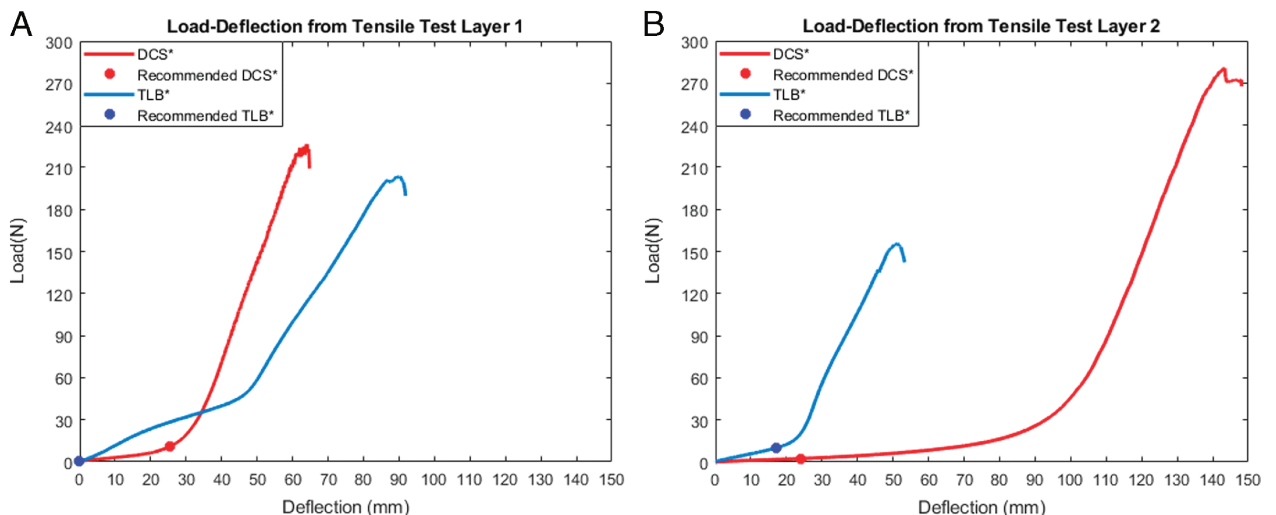 A
Load-Deflection from Tensile Test Layer 1
300
270
240
210
180
150
120
90
60
30
0
Load(N)
DCS*
Recommended DCS*
TLB*
Recommended TLB*
0 10 20 30 40 50 60 70 80 90 100 110 120 130 140 150
Deflection (mm)
B
Load-Deflection from Tensile Test Layer 2
300
270
240
210
180
150
120
90
60
30
0
Load(N)
DCS*
Recommended DCS*
TLB*
Recommended TLB*
0 10 20 30 40 50 60 70 80 90 100 110 120 130 140 150
Deflection (mm)